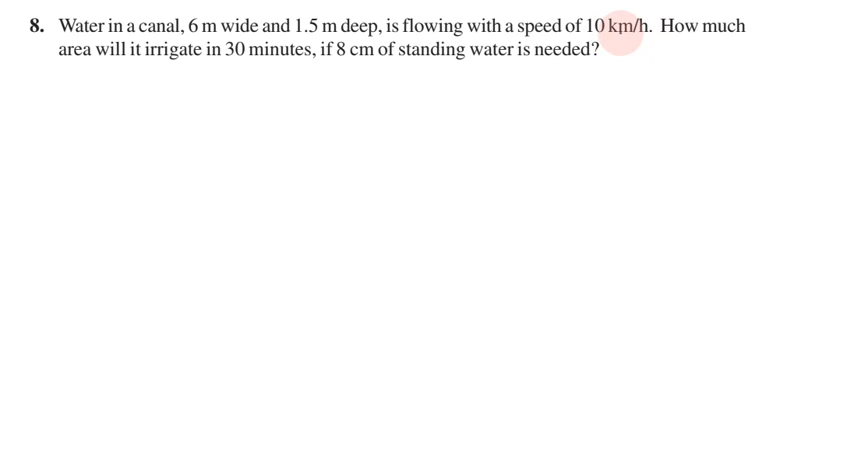 8. Water in a canal, 6 m wide and 1.5 m deep, is flowing with a speed of 10 km/h. How much
area will it irrigate in 30 minutes, if 8 cm of standing water is needed?